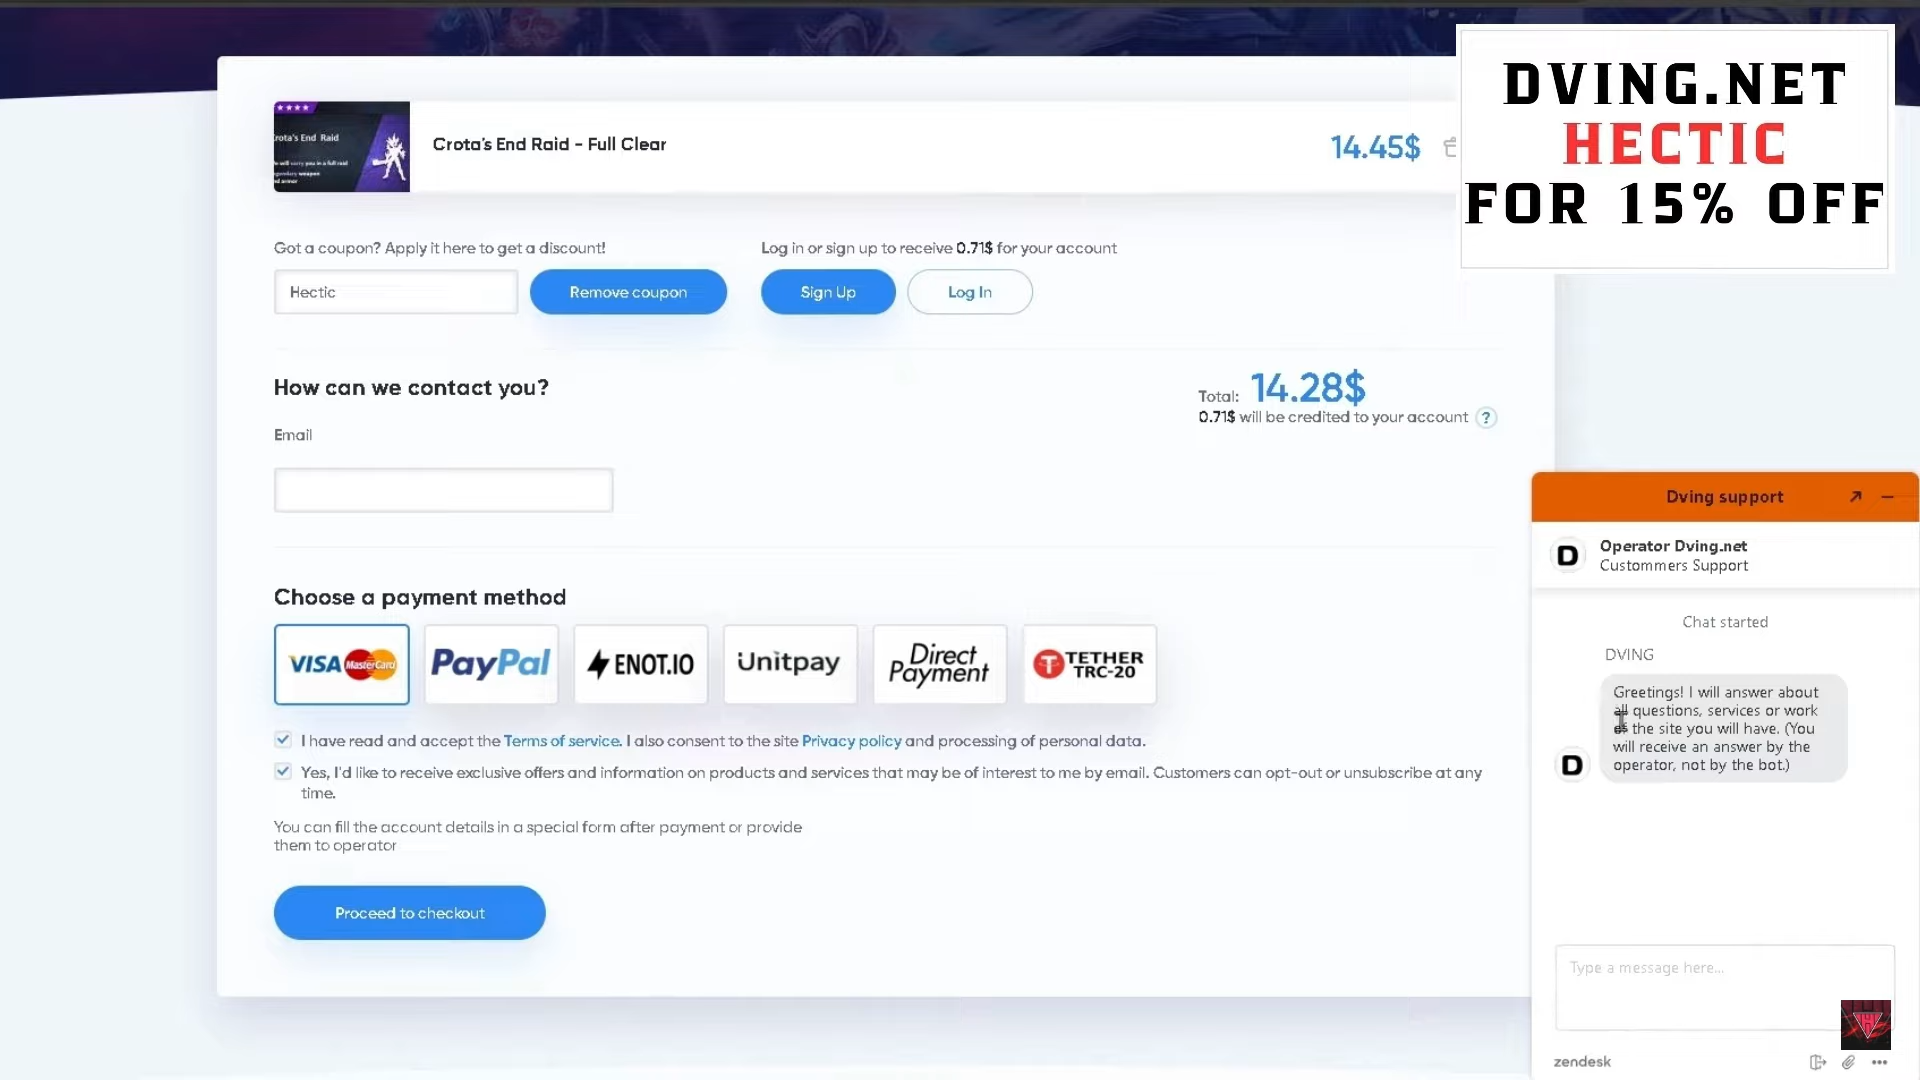 DVING.NET
HECTIC
FOR 15% OFF
Crota's End Raid
legendary weapon
and armor
Crota's End Raid - Full Clear
14.45$
Got a coupon? Apply it here to get a discount!
Log in or sign up to receive 0.71$ for your account
Hectic
Remove coupon
Sign Up
Log In
How can we contact you?
Total: 14.28$
0.71$ will be credited to your account ?
Email
Choose a payment method
VISA MasterCard
PayPal
ENOT.IO
Unitpay
Direct
Payment
TETHER
TRC-20
I have read and accept the Terms of service. I also consent to the site Privacy policy and processing of personal data.
Yes, I'd like to receive exclusive offers and information on products and services that may be of interest to me by email. Customers can opt-out or unsubscribe at any
time.
You can fill the account details in a special form after payment or provide
them to operator
Proceed to checkout
Dving support
D
Operator Dving.net
Custommers Support
Chat started
DVING
Greetings! I will answer about
all questions, services or work
the site you will have. (You
will receive an answer by the
operator, not by the bot.)
D
Type a message here...
zendesk